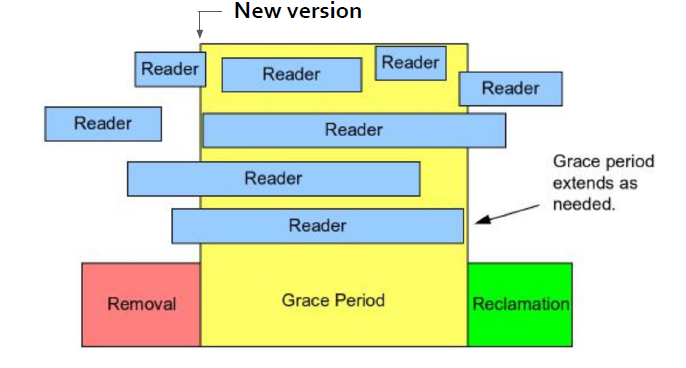 New version
Reader
Reader
Reader
Reader
Reader
Reader
Reader
Reader
Grace period
extends as
needed.
Removal
Grace Period
Reclamation